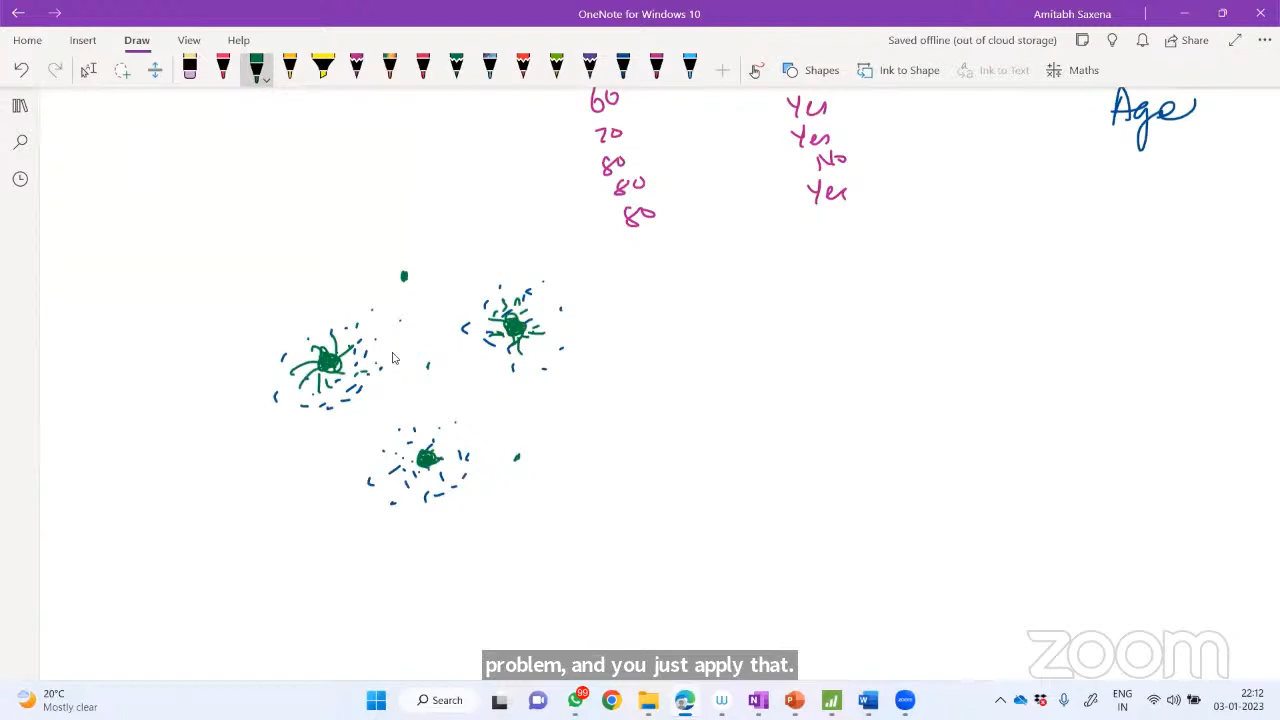 OneNote for Windows 10
Amitabh Saxena
Home Insert Draw View Help
Saved offline (out of cloud storage)
Share
Shapes
Ink to Shape
Ink to Text
Maths
60 Yes Age
70 Yes
80 No
80 Yes
80
problem, and you just apply that.
zoom
20°C
Mostly clear
Search
99
ENG
IN
22:12
03-01-2023